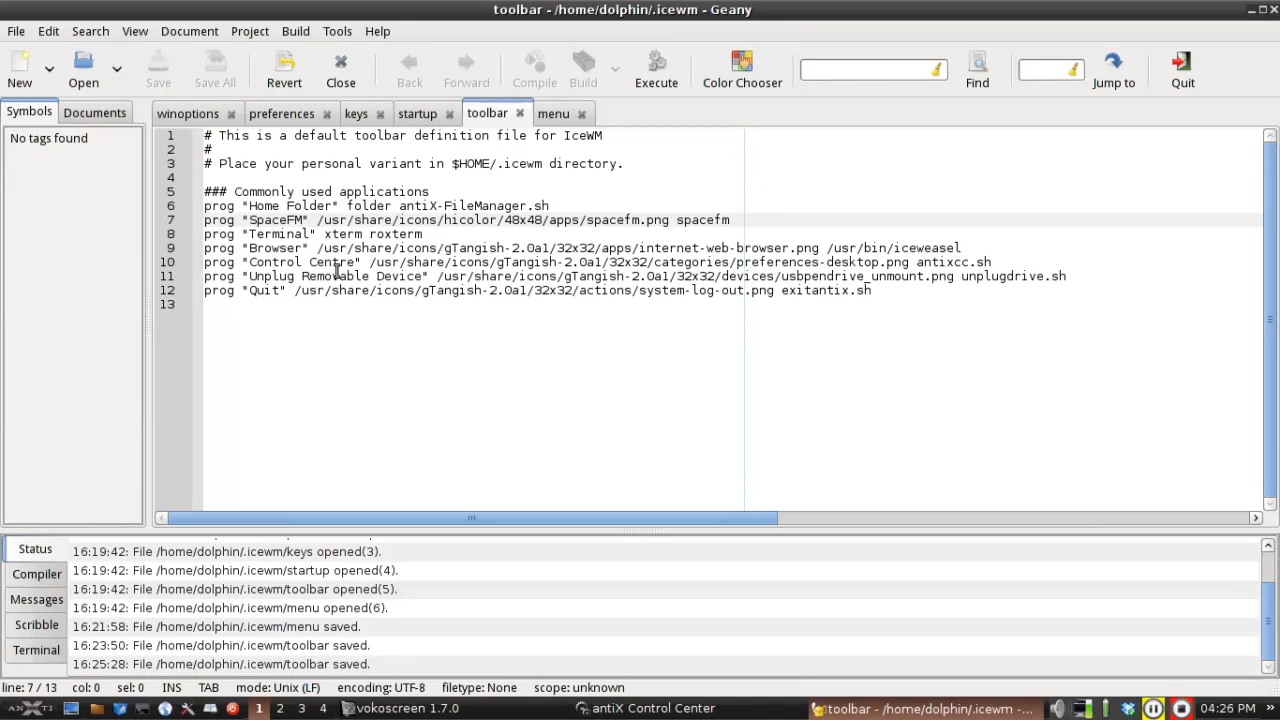 toolbar - /home/dolphin/.icewm - Geany
File Edit Search View Document Project Build Tools Help
New Open Save Save All Revert Close Back Forward Compile Build Execute Color Chooser Find Jump to Quit
Symbols Documents winoptions preferences keys startup toolbar menu
No tags found
1 # This is a default toolbar definition file for IceWM
2 #
3 # Place your personal variant in $HOME/.icewm directory.
4
5 ### Commonly used applications
6 prog "Home Folder" folder antiX-FileManager.sh
7 prog "SpaceFM" /usr/share/icons/hicolor/48x48/apps/spacefm.png spacefm
8 prog "Terminal" xterm roxterm
9 prog "Browser" /usr/share/icons/gTangish-2.0a1/32x32/apps/internet-web-browser.png /usr/bin/iceweasel
10 prog "Control Centre" /usr/share/icons/gTangish-2.0a1/32x32/categories/preferences-desktop.png antixcc.sh
11 prog "Unplug Removable Device" /usr/share/icons/gTangish-2.0a1/32x32/devices/usbpendrive_unmount.png unplugdrive.sh
12 prog "Quit" /usr/share/icons/gTangish-2.0a1/32x32/actions/system-log-out.png exitantix.sh
13
Status
Compiler
Messages
Scribble
Terminal
16:19:42: File /home/dolphin/.icewm/keys opened(3).
16:19:42: File /home/dolphin/.icewm/startup opened(4).
16:19:42: File /home/dolphin/.icewm/toolbar opened(5).
16:19:42: File /home/dolphin/.icewm/menu opened(6).
16:21:58: File /home/dolphin/.icewm/menu saved.
16:23:50: File /home/dolphin/.icewm/toolbar saved.
16:25:28: File /home/dolphin/.icewm/toolbar saved.
line: 7 / 13 col: 0 sel: 0 INS TAB mode: Unix (LF) encoding: UTF-8 filetype: None scope: unknown
1 2 3 4 vokoscreen 1.7.0 antiX Control Center toolbar - /home/dolphin/.icewm - ... 04:26 PM